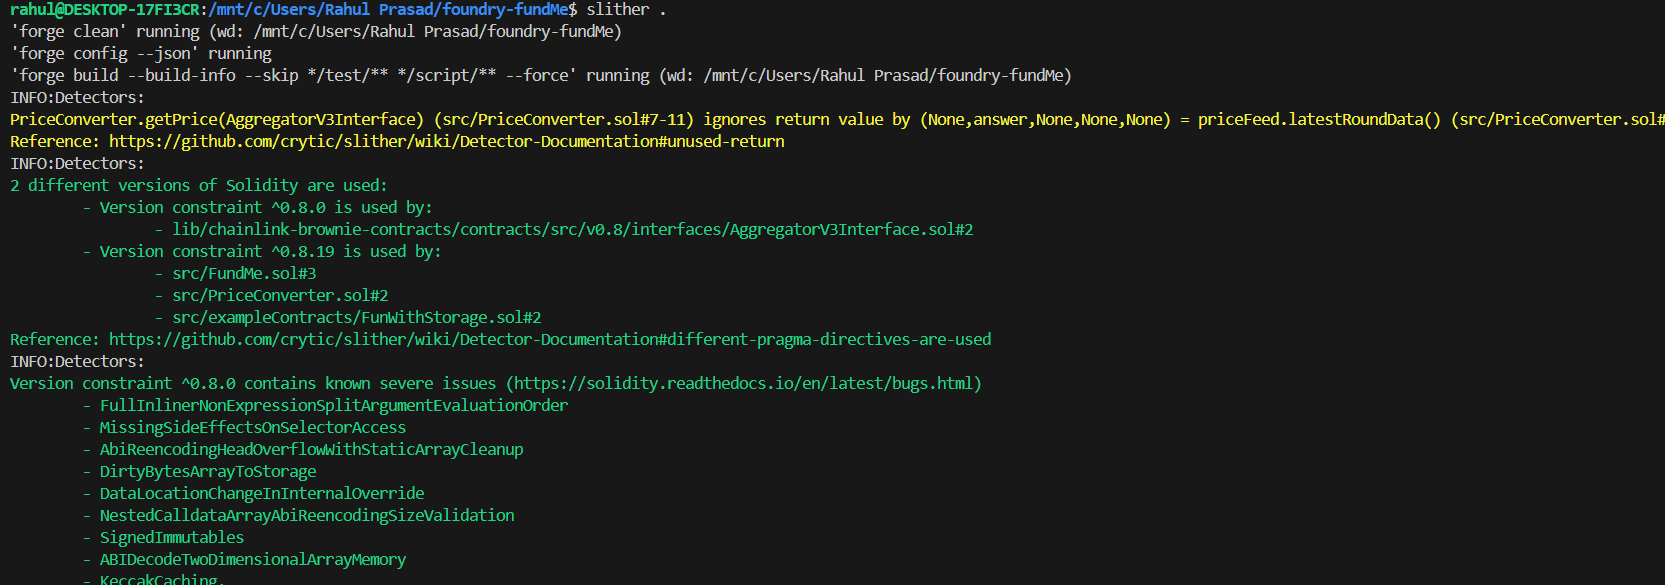 rahul@DESKTOP-17FI3CR:/mnt/c/Users/Rahul Prasad/foundry-fundMe$ slither .
'forge clean' running (wd: /mnt/c/Users/Rahul Prasad/foundry-fundMe)
'forge config --json' running
'forge build --build-info --skip */test/** */script/** --force' running (wd: /mnt/c/Users/Rahul Prasad/foundry-fundMe)
INFO:Detectors:
PriceConverter.getPrice(AggregatorV3Interface) (src/PriceConverter.sol#7-11) ignores return value by (None,answer,None,None,None) = priceFeed.latestRoundData() (src/PriceConverter.sol#
Reference: https://github.com/crytic/slither/wiki/Detector-Documentation#unused-return
INFO:Detectors:
2 different versions of Solidity are used:
- Version constraint ^0.8.0 is used by:
- lib/chainlink-brownie-contracts/contracts/src/v0.8/interfaces/AggregatorV3Interface.sol#2
- Version constraint ^0.8.19 is used by:
- src/FundMe.sol#3
- src/PriceConverter.sol#2
- src/exampleContracts/FunWithStorage.sol#2
Reference: https://github.com/crytic/slither/wiki/Detector-Documentation#different-pragma-directives-are-used
INFO:Detectors:
Version constraint ^0.8.0 contains known severe issues (https://solidity.readthedocs.io/en/latest/bugs.html)
- FullInlinerNonExpressionSplitArgumentEvaluationOrder
- MissingSideEffectsOnSelectorAccess
- AbiReencodingHeadOverflowWithStaticArrayCleanup
- DirtyBytesArrayToStorage
- DataLocationChangeInInternalOverride
- NestedCalldataArrayAbiReencodingSizeValidation
- SignedImmutables
- ABIDecodeTwoDimensionalArrayMemory
- KeccakCaching.